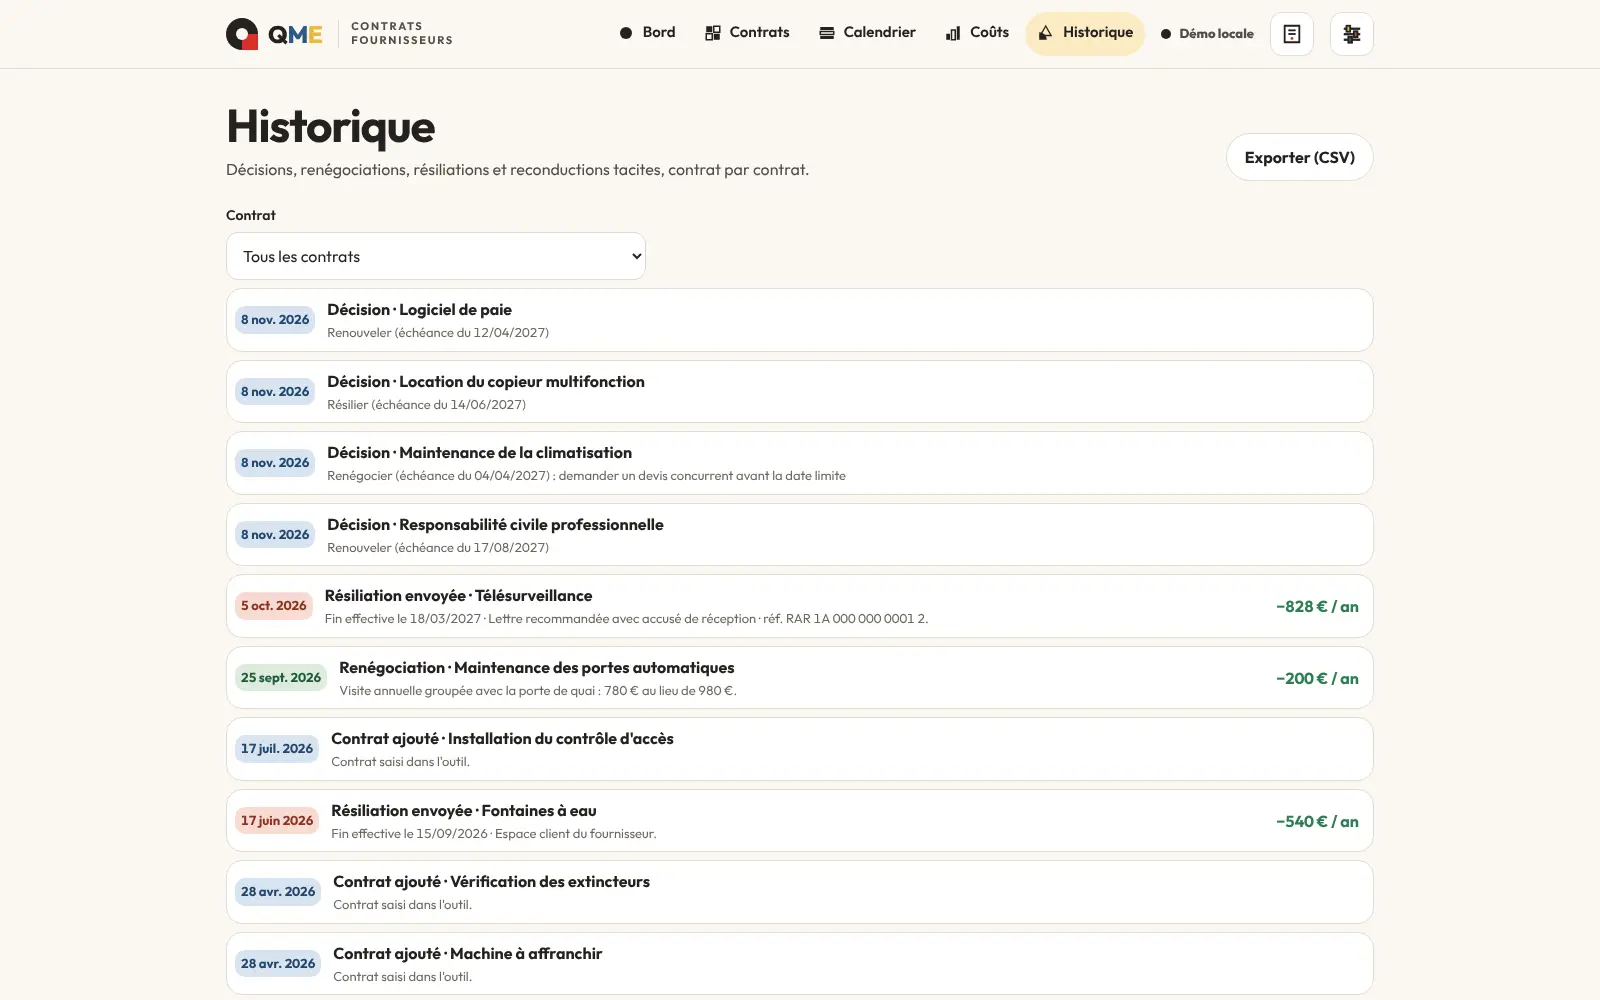 QME
CONTRATS
FOURNISSEURS
Bord
Contrats
Calendrier
Coûts
Historique
Démo locale
Historique
Décisions, renégociations, résiliations et reconductions tacites, contrat par contrat.
Exporter (CSV)
Contrat
Tous les contrats
8 nov. 2026
Décision · Logiciel de paie
Renouveler (échéance du 12/04/2027)
8 nov. 2026
Décision · Location du copieur multifonction
Résilier (échéance du 14/06/2027)
8 nov. 2026
Décision · Maintenance de la climatisation
Renégocier (échéance du 04/04/2027) : demander un devis concurrent avant la date limite
8 nov. 2026
Décision · Responsabilité civile professionnelle
Renouveler (échéance du 17/08/2027)
5 oct. 2026
Résiliation envoyée · Télésurveillance
Fin effective le 18/03/2027 · Lettre recommandée avec accusé de réception · réf. RAR 1A 000 000 0001 2.
−828 € / an
25 sept. 2026
Renégociation · Maintenance des portes automatiques
Visite annuelle groupée avec la porte de quai : 780 € au lieu de 980 €.
−200 € / an
17 juil. 2026
Contrat ajouté · Installation du contrôle d'accès
Contrat saisi dans l'outil.
17 juin 2026
Résiliation envoyée · Fontaines à eau
Fin effective le 15/09/2026 · Espace client du fournisseur.
−540 € / an
28 avr. 2026
Contrat ajouté · Vérification des extincteurs
Contrat saisi dans l'outil.
28 avr. 2026
Contrat ajouté · Machine à affranchir
Contrat saisi dans l'outil.